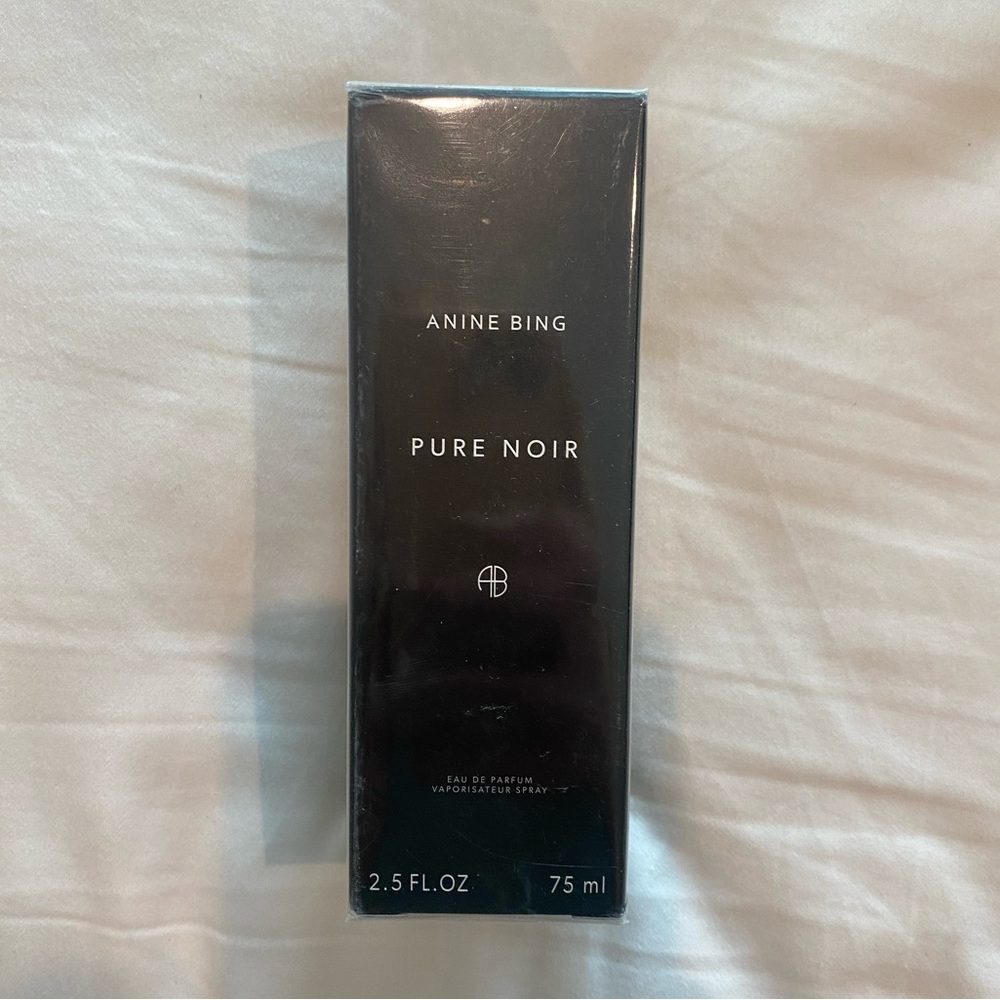 ANINE BING
PURE NOIR
AB
EAU DE PARFUM
VAPORISATEUR SPRAY
2.5 FL.OZ 75 ml